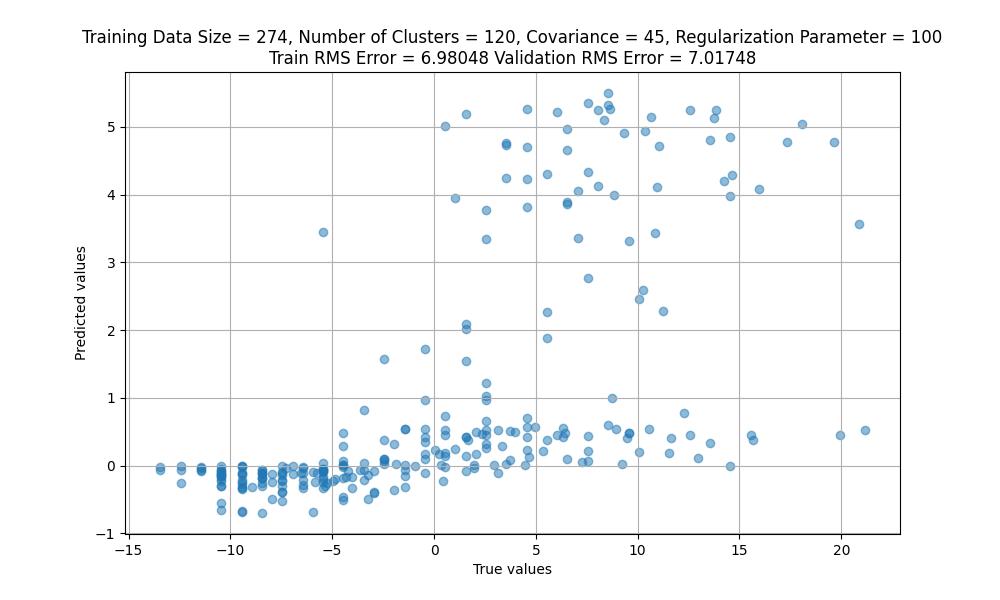 Training Data Size = 274, Number of Clusters = 120, Covariance = 45, Regularization Parameter = 100
Train RMS Error = 6.98048 Validation RMS Error = 7.01748
5
4
3
2
1
0
−1
Predicted values
−15 −10 −5 0 5 10 15 20
True values